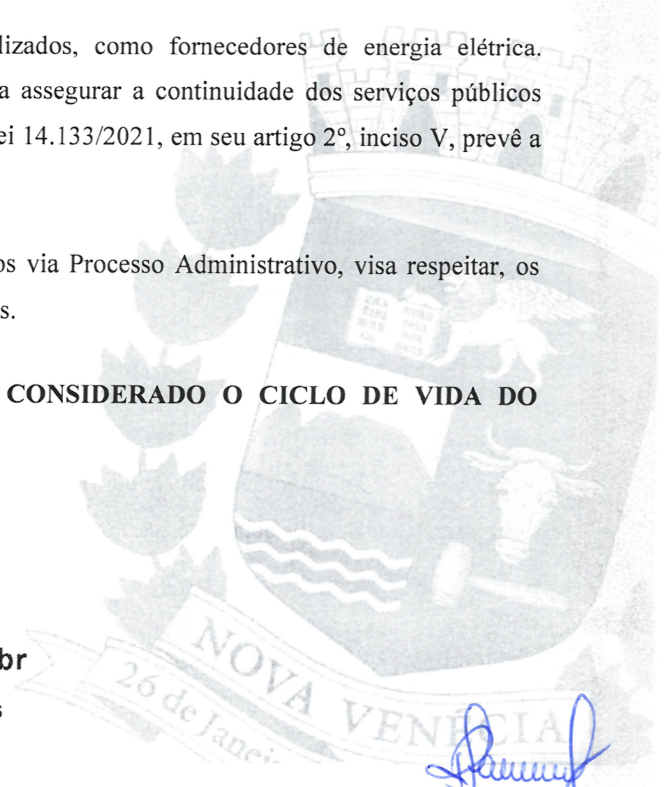 lizados, como fornecedores de energia elétrica.
a assegurar a continuidade dos serviços públicos
ei 14.133/2021, em seu artigo 2º, inciso V, prevê a
os via Processo Administrativo, visa respeitar, os
s.
CONSIDERADO O CICLO DE VIDA DO
br
s
NOVA VENÉCIA
26 de Janei